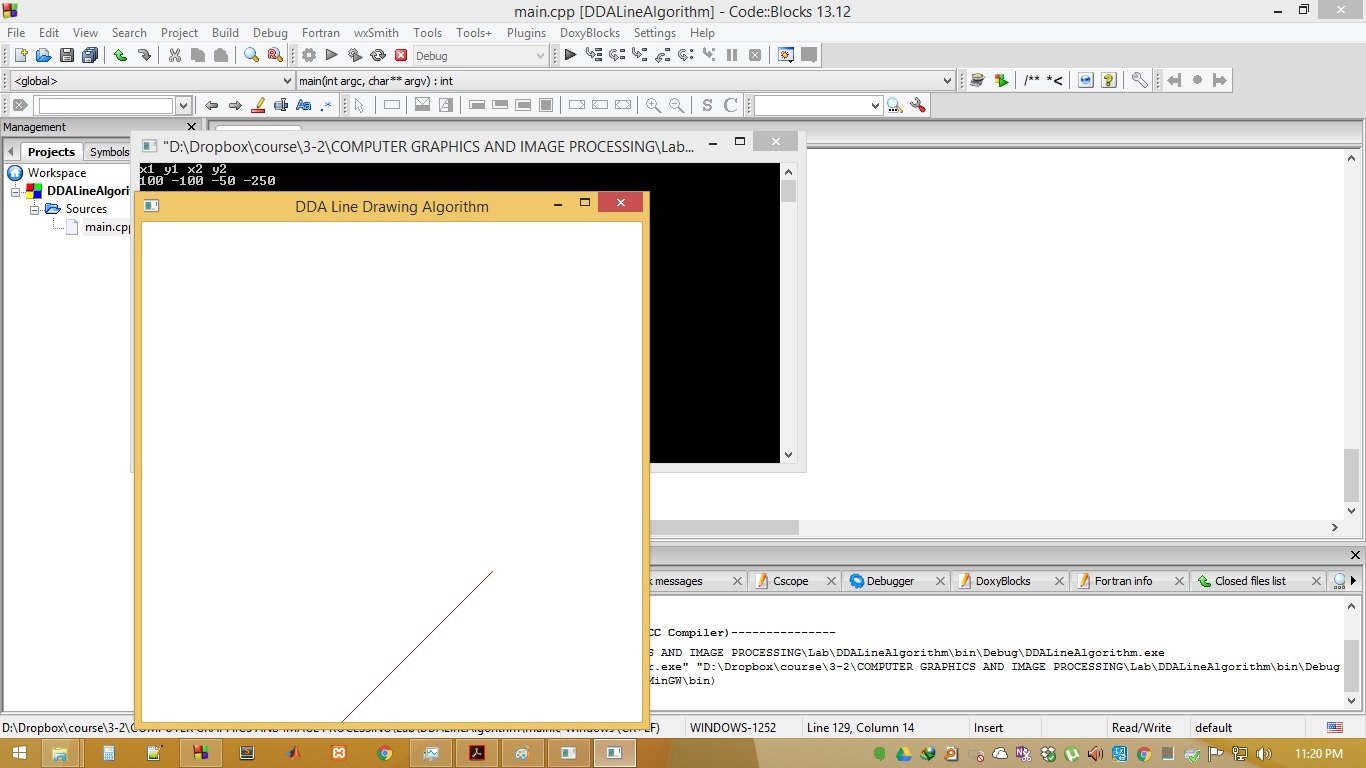 main.cpp [DDALineAlgorithm] - Code::Blocks 13.12
File Edit View Search Project Build Debug Fortran wxSmith Tools Tools+ Plugins DoxyBlocks Settings Help
Debug
<global> main(int argc, char** argv) : int /** *<
Aa .* S C
Management
Projects Symbols
Workspace
DDALineAlgori
Sources
main.cpp
"D:\Dropbox\course\3-2\COMPUTER GRAPHICS AND IMAGE PROCESSING\Lab...
x1 y1 x2 y2
100 -100 -50 -250
DDA Line Drawing Algorithm
k messages Cscope Debugger DoxyBlocks Fortran info Closed files list
CC Compiler)---------------
S AND IMAGE PROCESSING\Lab\DDALineAlgorithm\bin\Debug\DDALineAlgorithm.exe
r.exe" "D:\Dropbox\course\3-2\COMPUTER GRAPHICS AND IMAGE PROCESSING\Lab\DDALineAlgorithm\bin\Debug
MinGW\bin)
D:\Dropbox\course\3-2\ WINDOWS-1252 Line 129, Column 14 Insert Read/Write default
11:20 PM